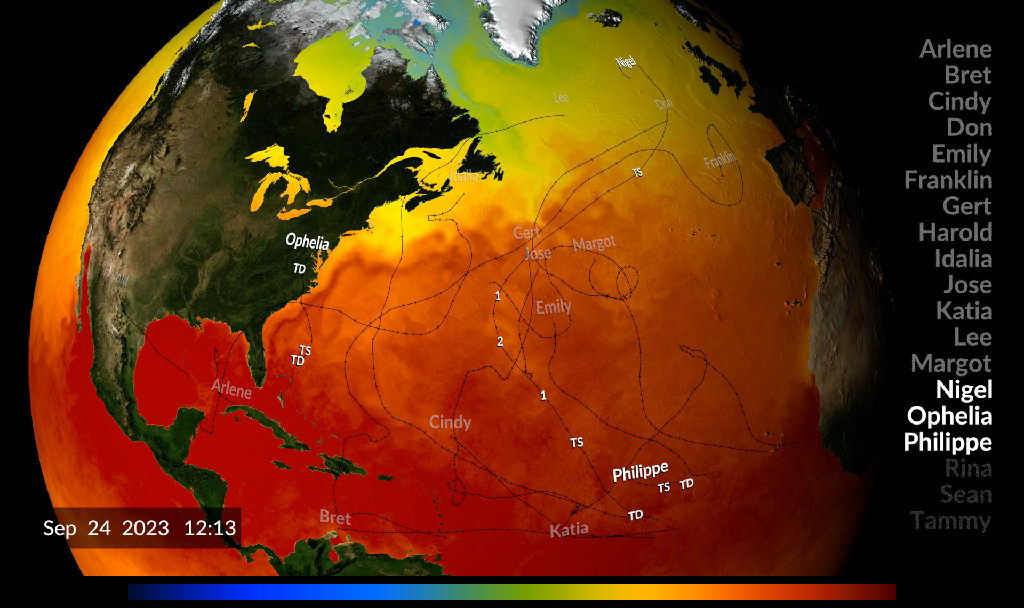 Nigel
Lee
Don
Franklin
TS
Idalia
Ophelia
TD
Gert
Jose
Margot
1
Emily
2
TS
TD
Arlene
1
Cindy
TS
Philippe
TS TD
TD
Bret
Katia
Sep 24 2023 12:13
Arlene
Bret
Cindy
Don
Emily
Franklin
Gert
Harold
Idalia
Jose
Katia
Lee
Margot
Nigel
Ophelia
Philippe
Rina
Sean
Tammy